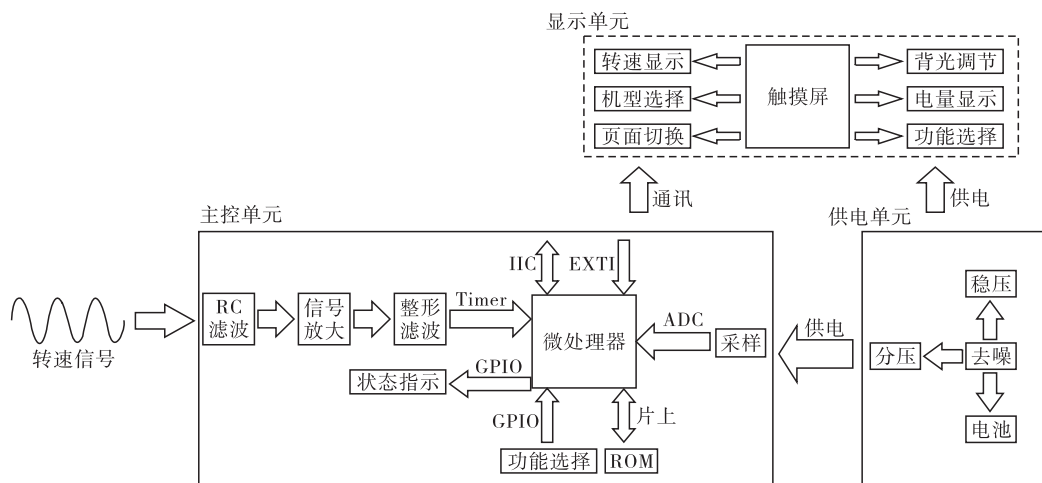 显示单元
转速显示
背光调节
机型选择
触摸屏
电量显示
页面切换
功能选择
通讯
供电
主控单元
供电单元
IIC
EXTI
稳压
RC
滤波
信号
放大
整形
滤波
Timer
微处理器
ADC
采样
供电
分压
去噪
转速信号
状态指示
GPIO
GPIO
片上
电池
功能选择
ROM